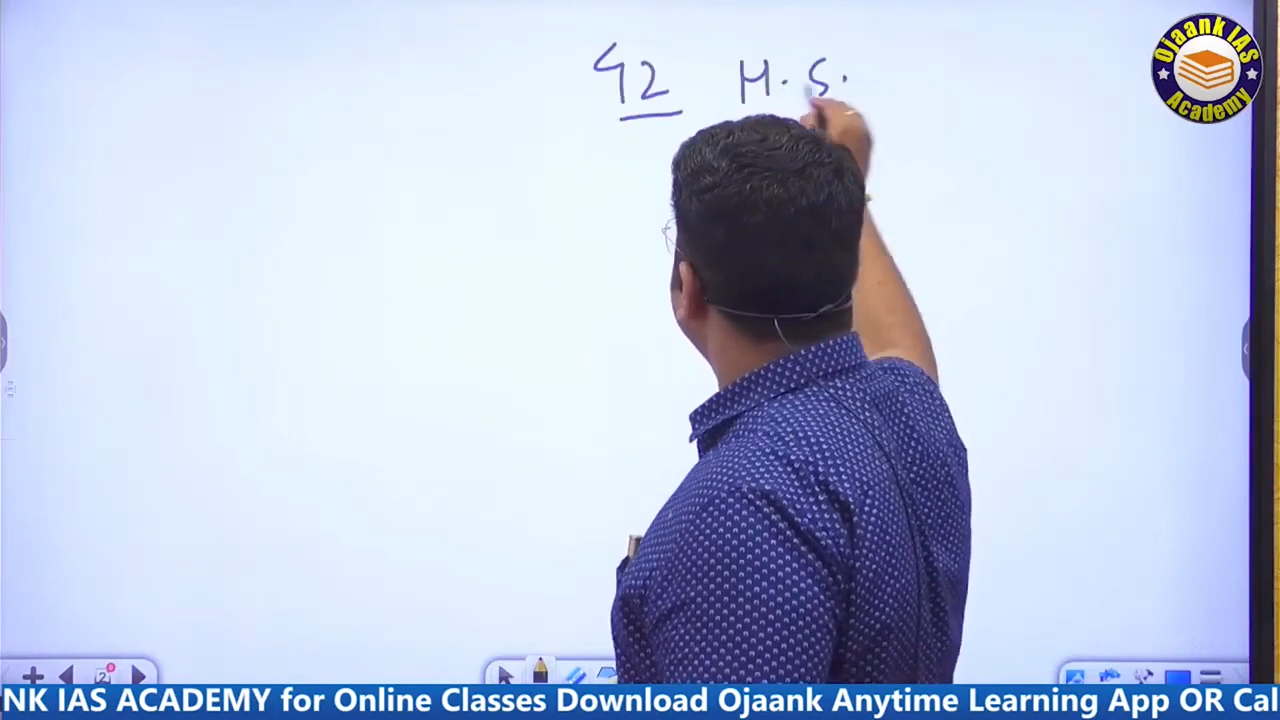 42 H.S.
Ojaank IAS
Academy
NK IAS ACADEMY for Online Classes Download Ojaank Anytime Learning App OR Cal